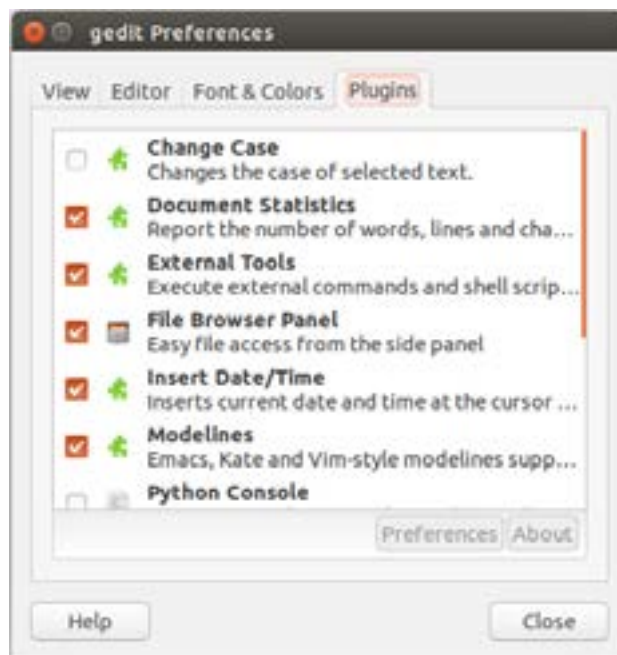 gedit Preferences
View Editor Font & Colors Plugins
Change Case
Changes the case of selected text.
Document Statistics
Report the number of words, lines and cha...
External Tools
Execute external commands and shell scrip...
File Browser Panel
Easy file access from the side panel
Insert Date/Time
Inserts current date and time at the cursor ...
Modelines
Emacs, Kate and Vim-style modelines supp...
Python Console
Preferences About
Help Close